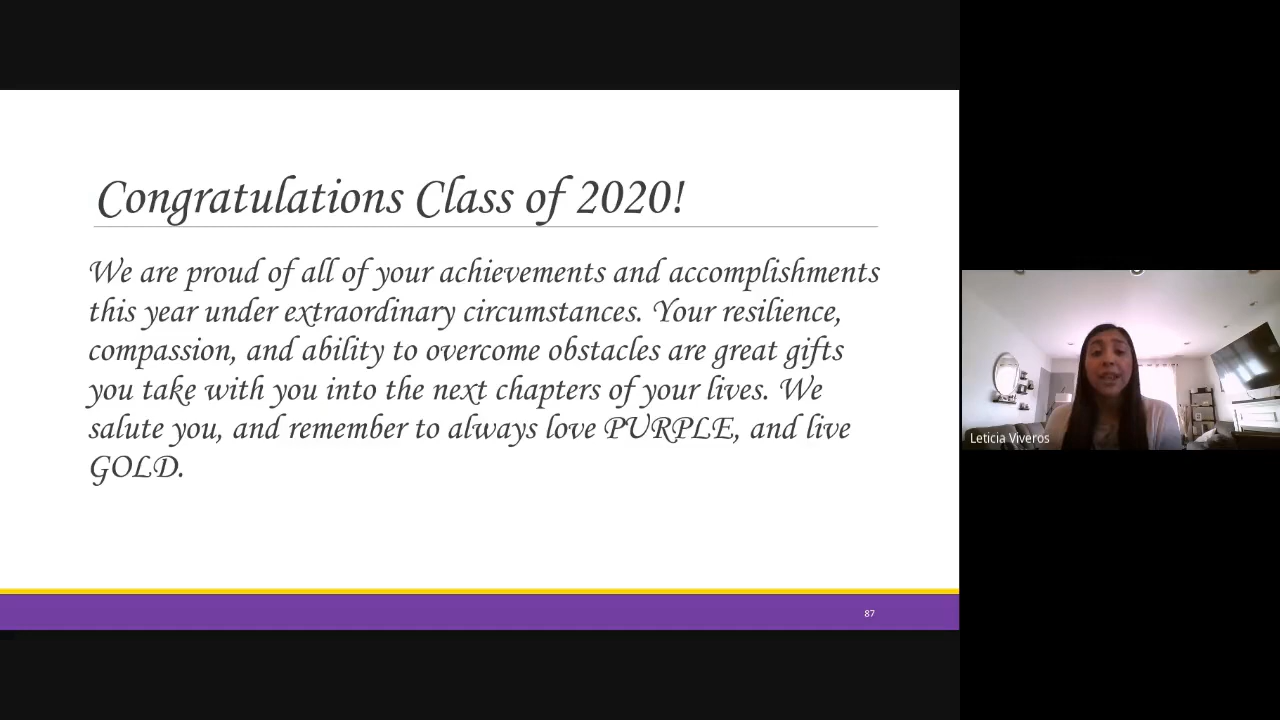 Congratulations Class of 2020!
We are proud of all of your achievements and accomplishments
this year under extraordinary circumstances. Your resilience,
compassion, and ability to overcome obstacles are great gifts
you take with you into the next chapters of your lives. We
salute you, and remember to always love PURPLE, and live
GOLD.
87
Leticia Viveros